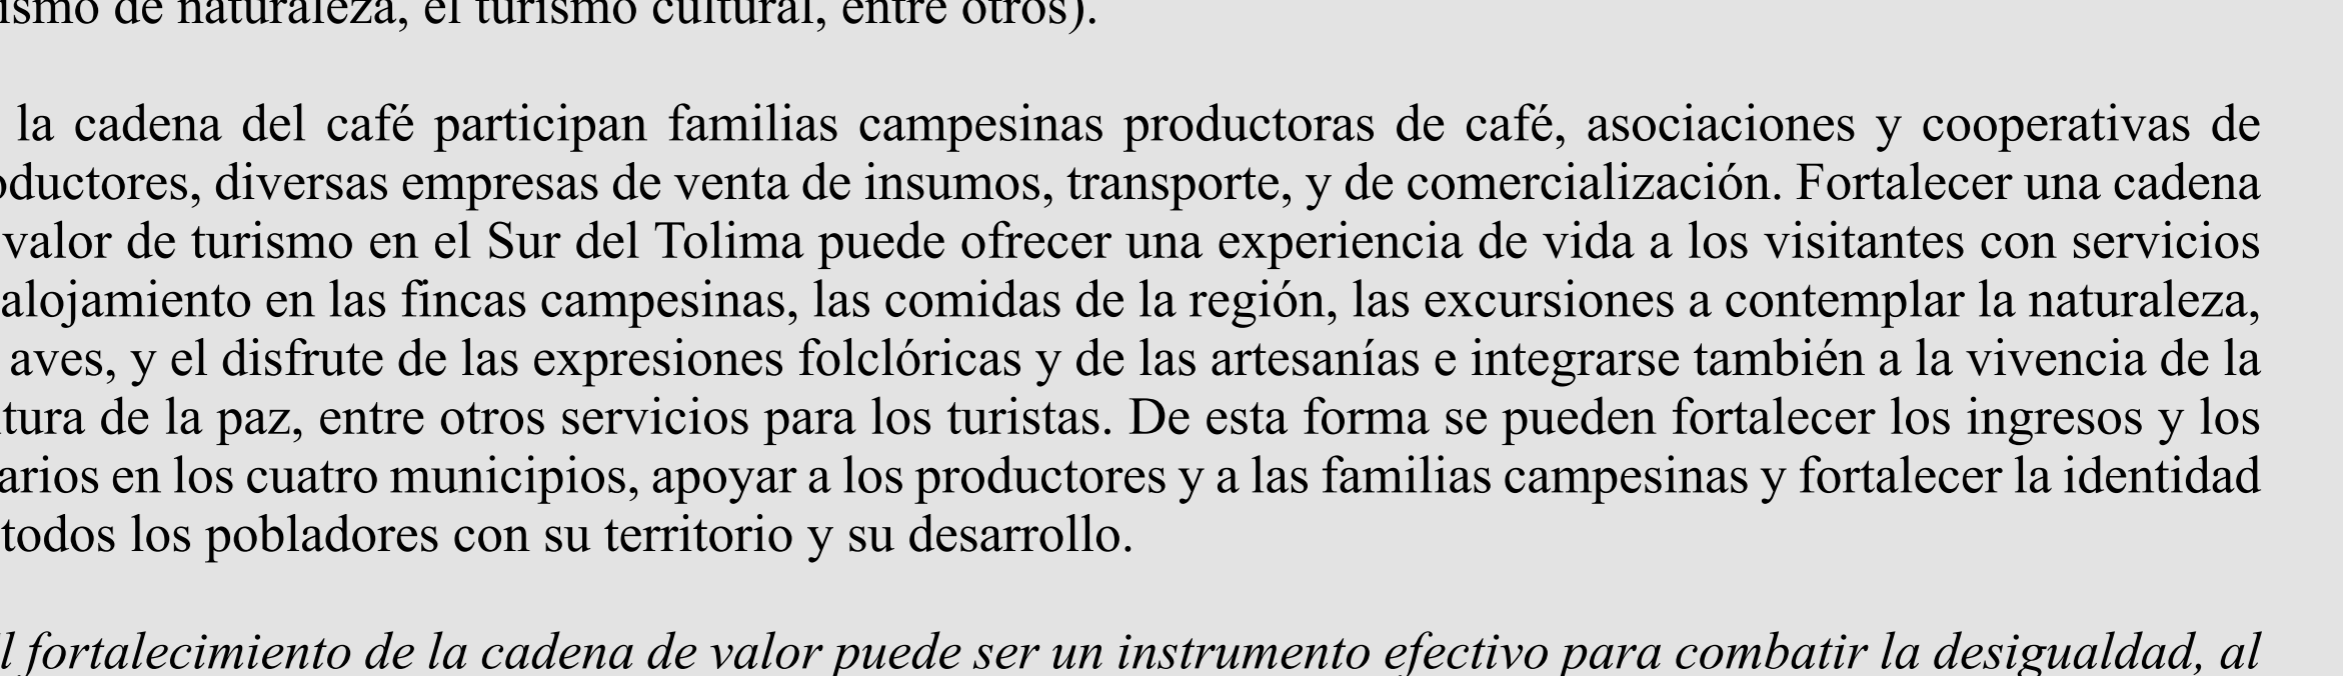 ismo de naturaleza, el turismo cultural, entre otros).
la cadena del café participan familias campesinas productoras de café, asociaciones y cooperativas de
oductores, diversas empresas de venta de insumos, transporte, y de comercialización. Fortalecer una cadena
valor de turismo en el Sur del Tolima puede ofrecer una experiencia de vida a los visitantes con servicios
alojamiento en las fincas campesinas, las comidas de la región, las excursiones a contemplar la naturaleza,
aves, y el disfrute de las expresiones folclóricas y de las artesanías e integrarse también a la vivencia de la
tura de la paz, entre otros servicios para los turistas. De esta forma se pueden fortalecer los ingresos y los
arios en los cuatro municipios, apoyar a los productores y a las familias campesinas y fortalecer la identidad
todos los pobladores con su territorio y su desarrollo.
l fortalecimiento de la cadena de valor puede ser un instrumento efectivo para combatir la desigualdad, al